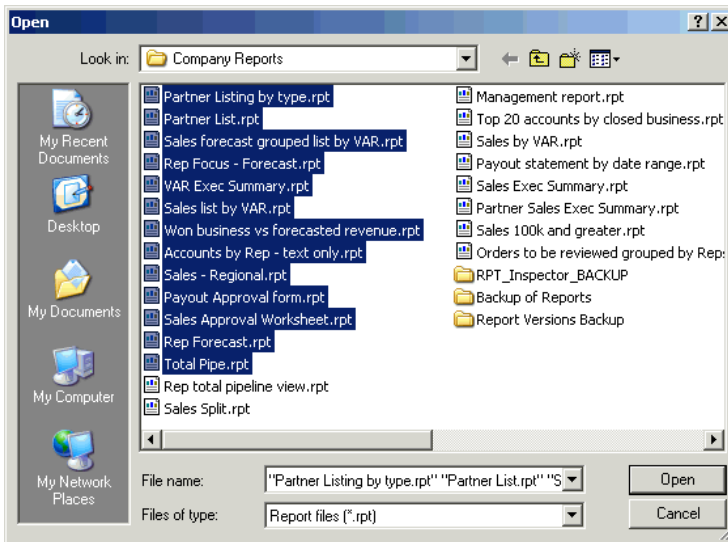 Open
Look in:
Company Reports
My Recent
Documents
Desktop
My Documents
My Computer
My Network
Places
Partner Listing by type.rpt
Partner List.rpt
Sales forecast grouped list by VAR.rpt
Rep Focus - Forecast.rpt
VAR Exec Summary.rpt
Sales list by VAR.rpt
Won business vs forecasted revenue.rpt
Accounts by Rep - text only.rpt
Sales - Regional.rpt
Payout Approval form.rpt
Sales Approval Worksheet.rpt
Rep Forecast.rpt
Total Pipe.rpt
Rep total pipeline view.rpt
Sales Split.rpt
Management report.rpt
Top 20 accounts by closed business.rpt
Sales by VAR.rpt
Payout statement by date range.rpt
Sales Exec Summary.rpt
Partner Sales Exec Summary.rpt
Sales 100k and greater.rpt
Orders to be reviewed grouped by Rep:
RPT_Inspector_BACKUP
Backup of Reports
Report Versions Backup
File name:
"Partner Listing by type.rpt" "Partner List.rpt" "S
Open
Files of type:
Report files (*.rpt)
Cancel